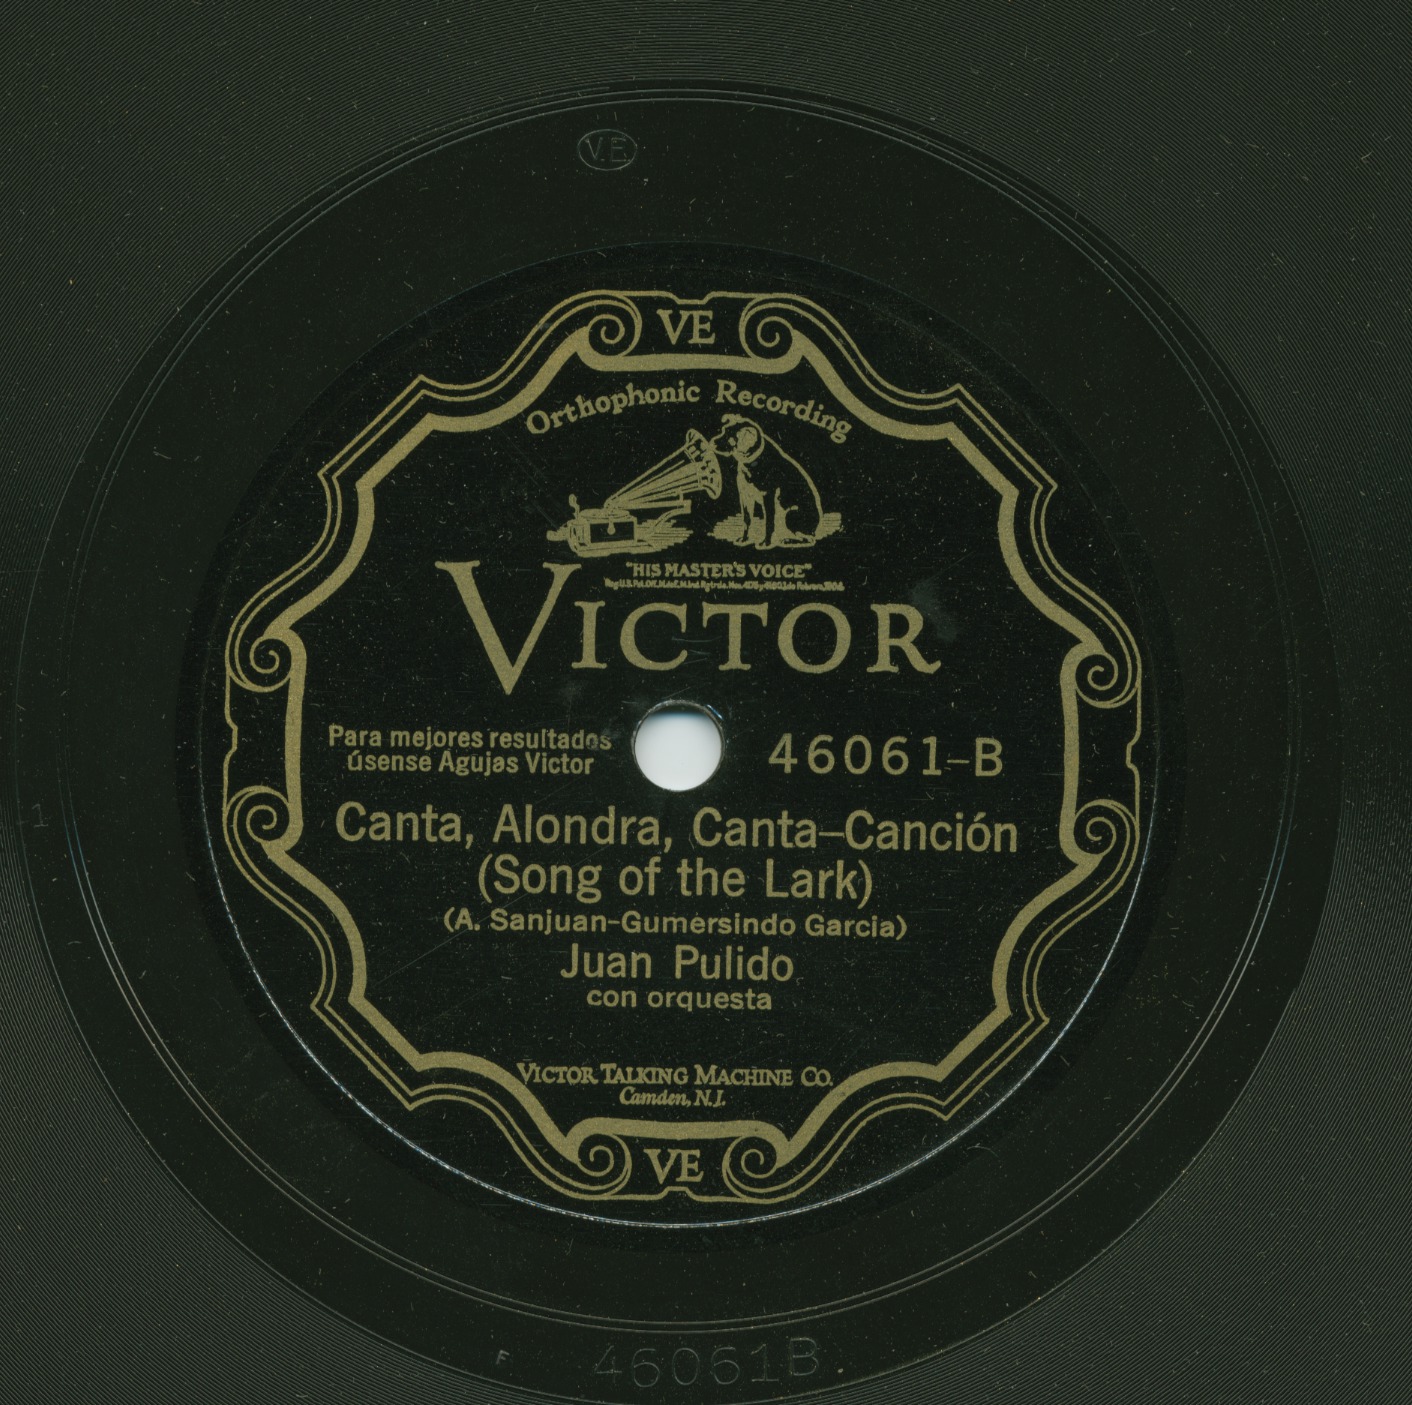 V.E.
VE
Orthophonic Recording
"HIS MASTER'S VOICE"
VICTOR
Para mejores resultados
úsense Agujas Victor
46061-B
Canta, Alondra, Canta-Canción
(Song of the Lark)
(A. Sanjuan-Gumersindo Garcia)
Juan Pulido
con orquesta
VICTOR TALKING MACHINE CO.
Camden, N.J.
VE
1
F
46061B